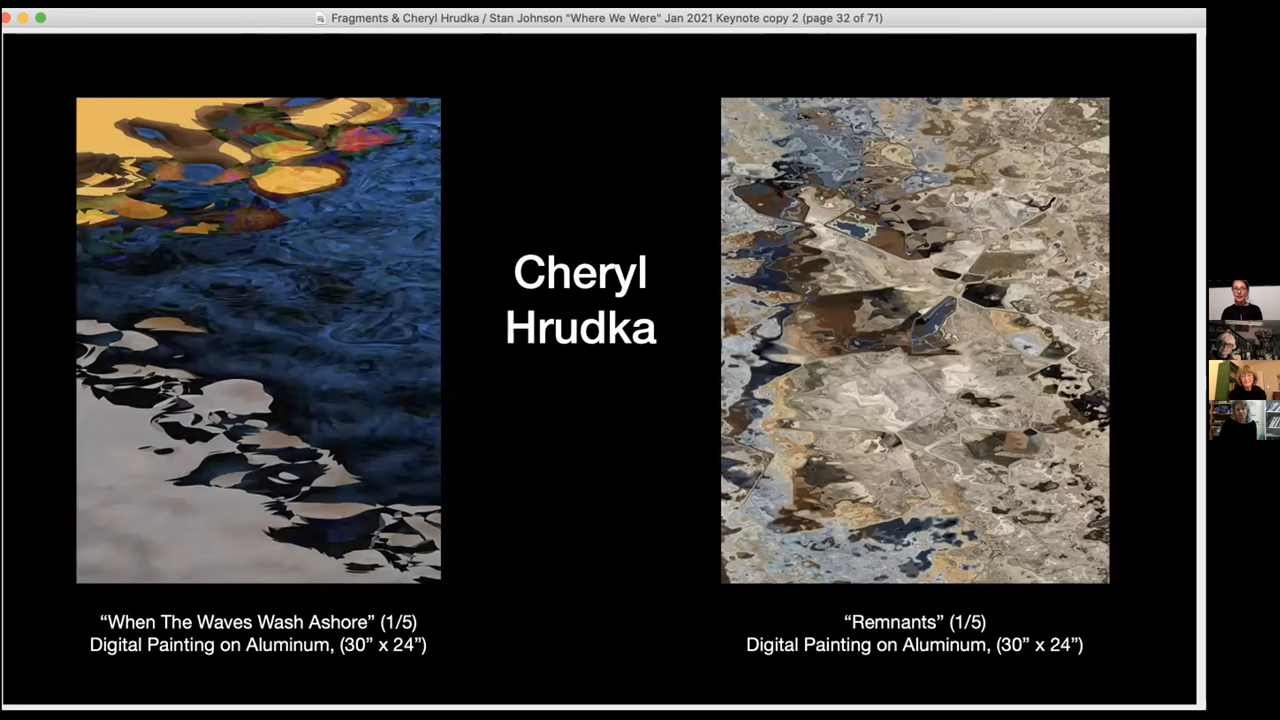 Fragments & Cheryl Hrudka / Stan Johnson "Where We Were" Jan 2021 Keynote copy 2 (page 32 of 71)
Cheryl
Hrudka
“When The Waves Wash Ashore” (1/5)
Digital Painting on Aluminum, (30” x 24”)
“Remnants” (1/5)
Digital Painting on Aluminum, (30” x 24”)